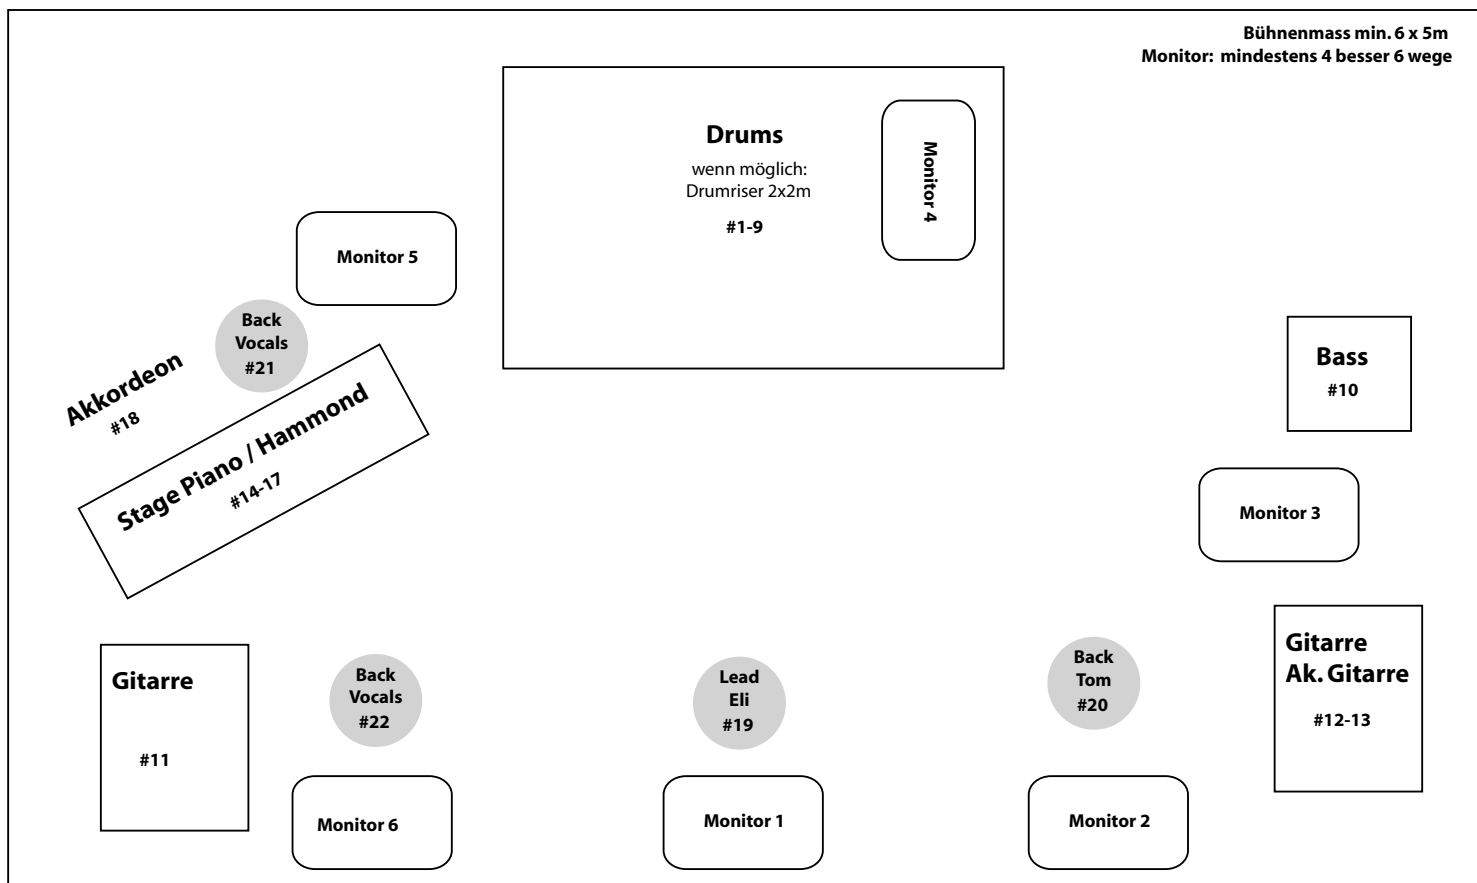 Bühnenmass min. 6 x 5m
Monitor: mindestens 4 besser 6 wege
Drums
wenn möglich:
Drumriser 2x2m
#1-9
Monitor 4
Monitor 5
Back
Vocals
#21
Akkordeon
#18
Stage Piano / Hammond
#14-17
Bass
#10
Monitor 3
Gitarre
#11
Back
Vocals
#22
Lead
Eli
#19
Back
Tom
#20
Gitarre
Ak. Gitarre
#12-13
Monitor 6
Monitor 1
Monitor 2